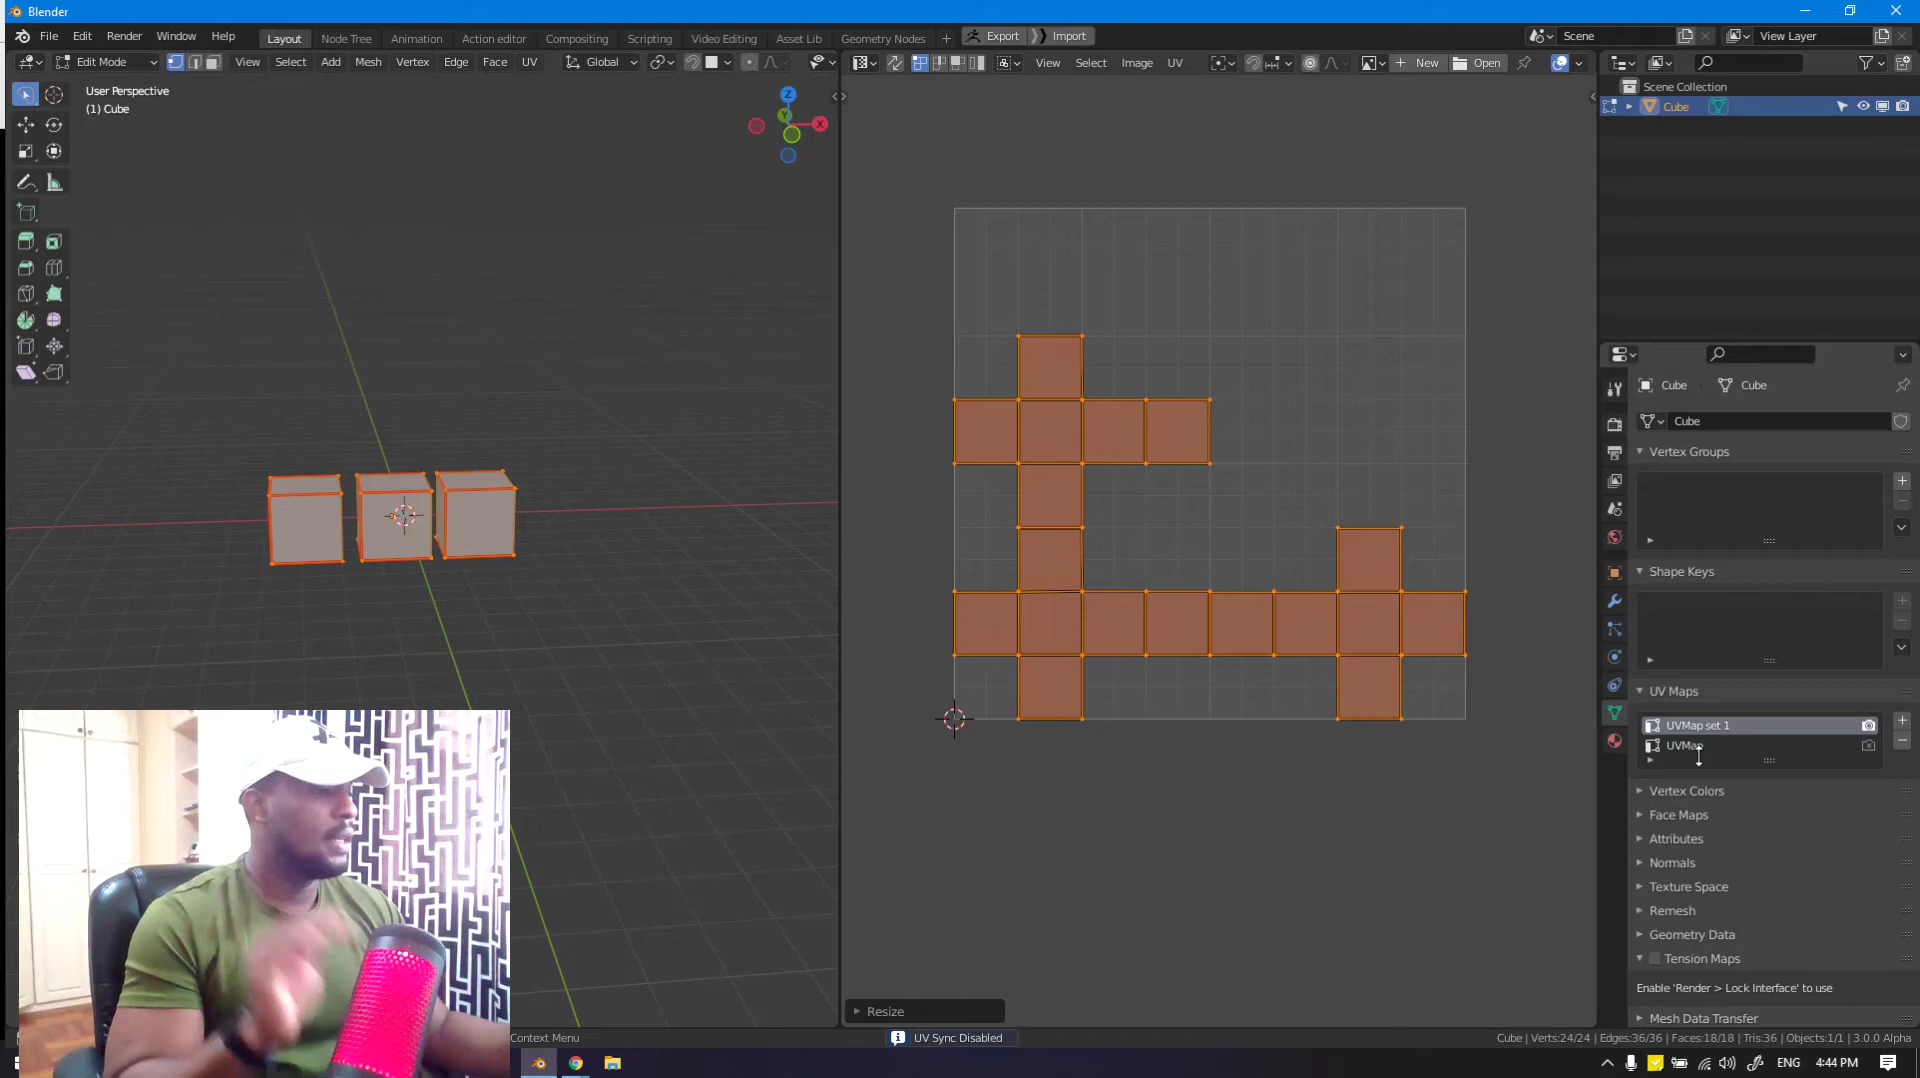 Blender
File Edit Render Window Help Layout Node Tree Animation Action editor Compositing Scripting Video Editing Asset Lib Geometry Nodes + Export Import Scene View Layer
Edit Mode View Select Add Mesh Vertex Edge Face UV Global View Select Image UV New Open
User Perspective
(1) Cube
Z
Y
X
Scene Collection
Cube
Cube Cube
Cube
Vertex Groups
Shape Keys
UV Maps
UVMap set 1
UVMap
Vertex Colors
Face Maps
Attributes
Normals
Texture Space
Remesh
Geometry Data
Tension Maps
Enable 'Render > Lock Interface' to use
Mesh Data Transfer
Resize
Context Menu
UV Sync Disabled
Cube | Verts:24/24 | Edges:36/36 | Faces:18/18 | Tris:36 | Objects:1/1 | 3.0.0 Alpha
ENG 4:44 PM